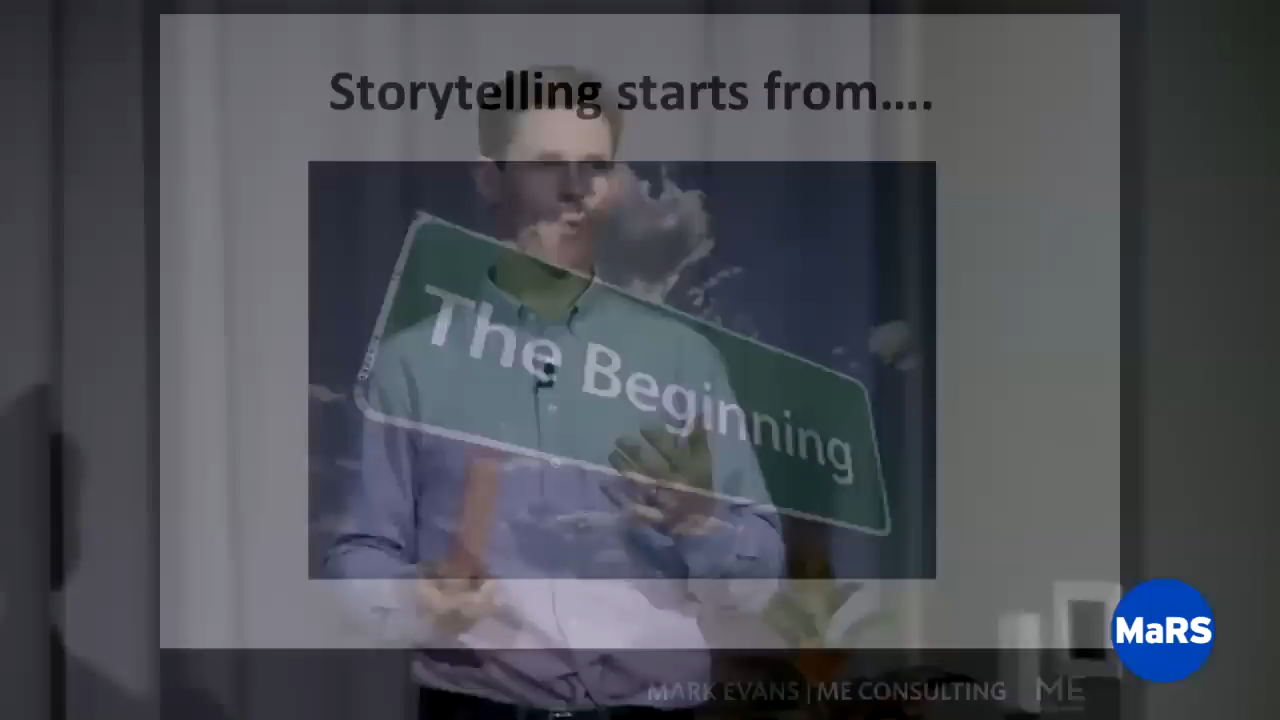 Storytelling starts from....
The Beginning
MaRS
MARK EVANS | ME CONSULTING ME